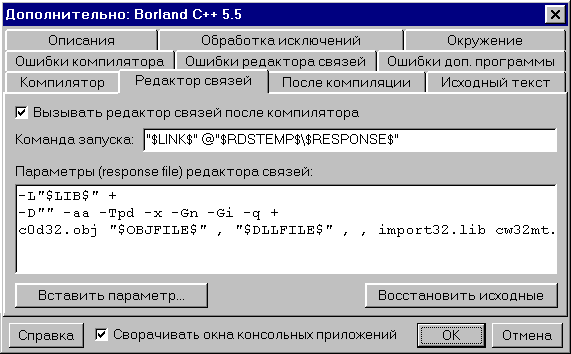 Дополнительно: Borland C++ 5.5
Описания Обработка исключений Окружение
Ошибки компилятора Ошибки редактора связей Ошибки доп. программы
Компилятор Редактор связей После компиляции Исходный текст
Вызывать редактор связей после компилятора
Команда запуска: "$LINK$" @"$RDSTEMP$\$RESPONSE$"
Параметры (response file) редактора связей:
-L"$LIB$" +
-D"" -aa -Tpd -x -Gn -Gi -q +
c0d32.obj "$OBJFILE$" , "$DLLFILE$" , , import32.lib cw32mt.
Вставить параметр... Восстановить исходные
Справка Сворачивать окна консольных приложений OK Отмена